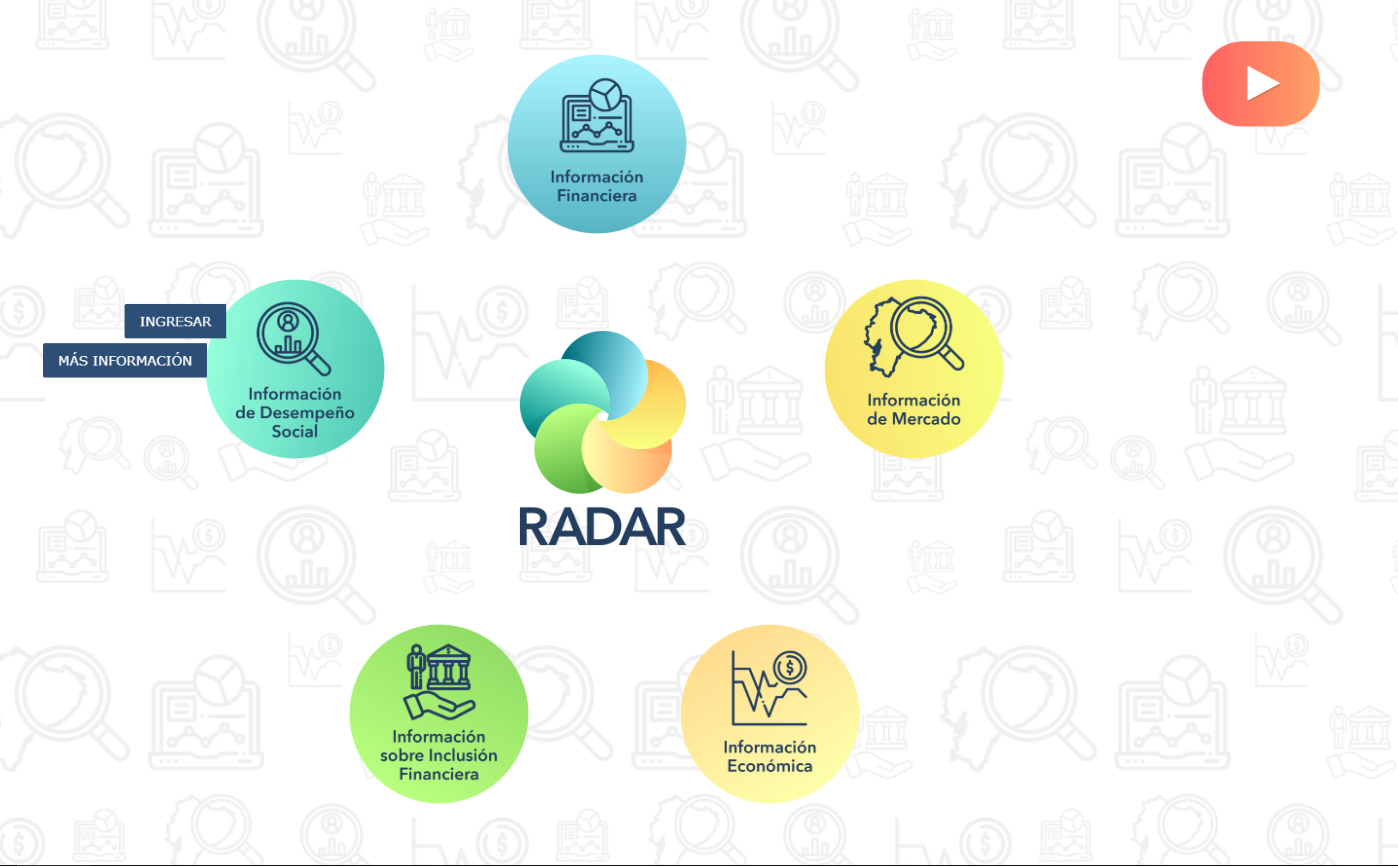 Información
Financiera
INGRESAR
MÁS INFORMACIÓN
Información
de Desempeño
Social
Información
de Mercado
RADAR
Información
sobre Inclusión
Financiera
Información
Económica